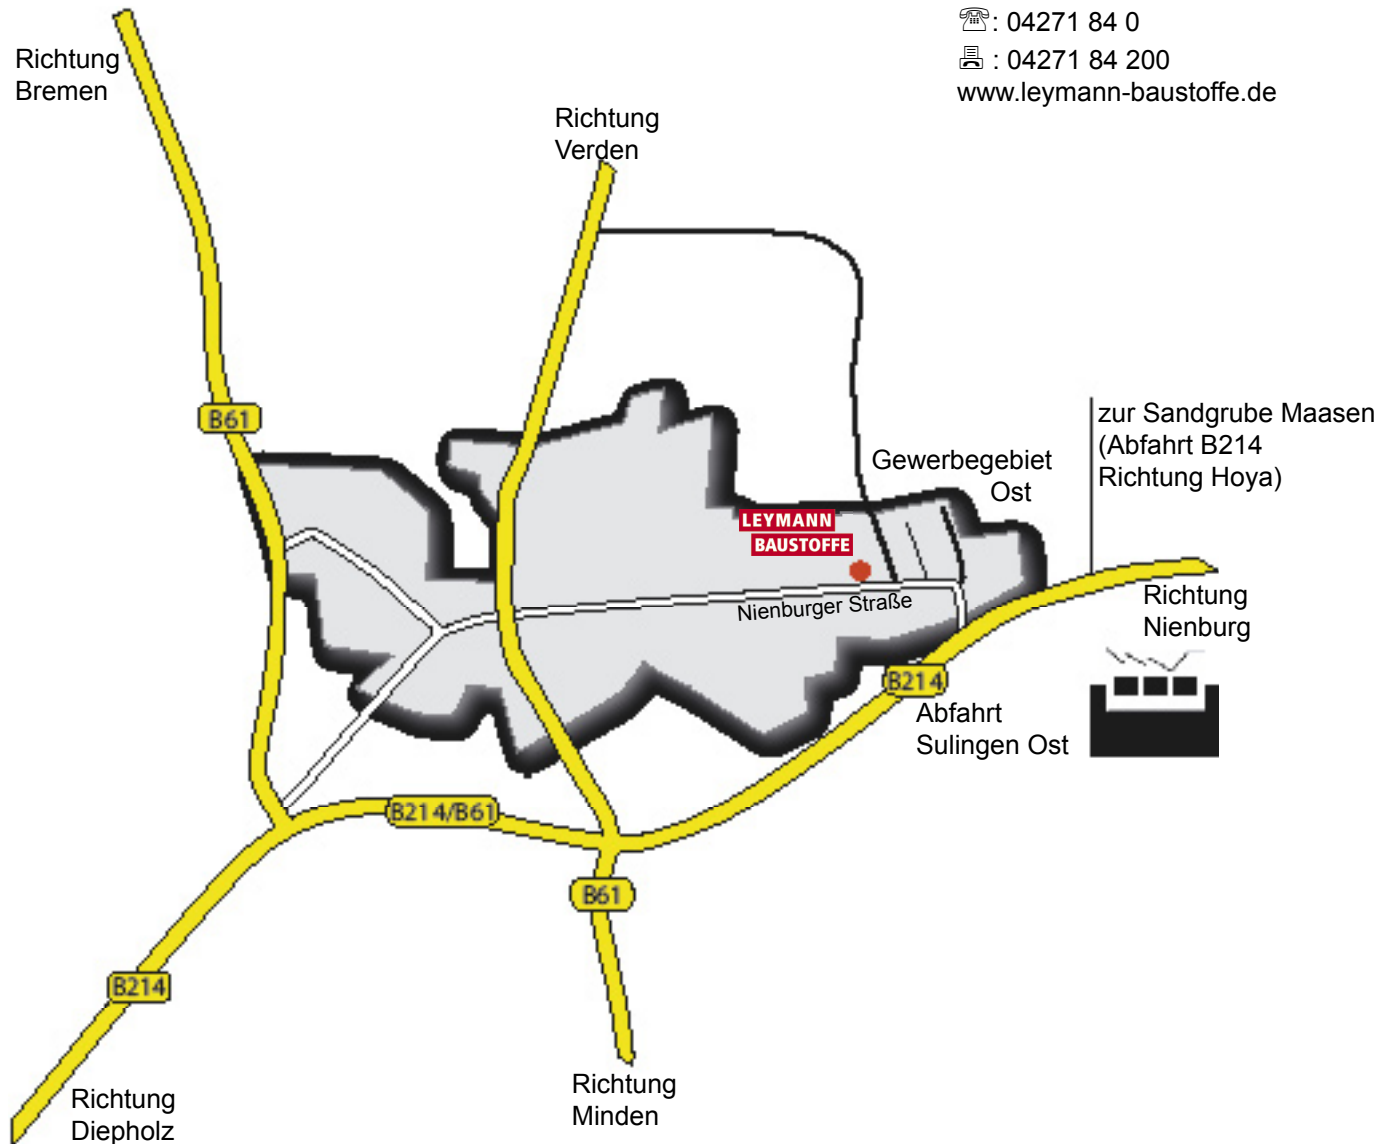 ☏: 04271 84 0
: 04271 84 200
www.leymann-baustoffe.de
Richtung
Bremen
Richtung
Verden
B61
zur Sandgrube Maasen
(Abfahrt B214
Richtung Hoya)
Gewerbegebiet
Ost
LEYMANN
BAUSTOFFE
Nienburger Straße
Richtung
Nienburg
B214
Abfahrt
Sulingen Ost
B214/B61
B61
B214
Richtung
Minden
Richtung
Diepholz